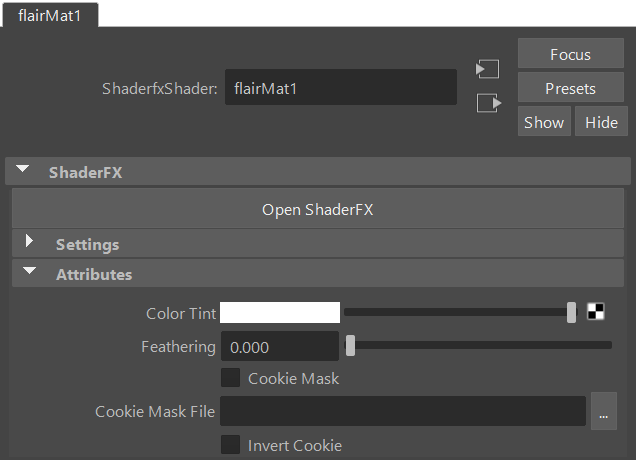 flairMat1
Focus
ShaderfxShader: flairMat1
Presets
Show Hide
ShaderFX
Open ShaderFX
Settings
Attributes
Color Tint
Feathering 0.000
Cookie Mask
Cookie Mask File ...
Invert Cookie